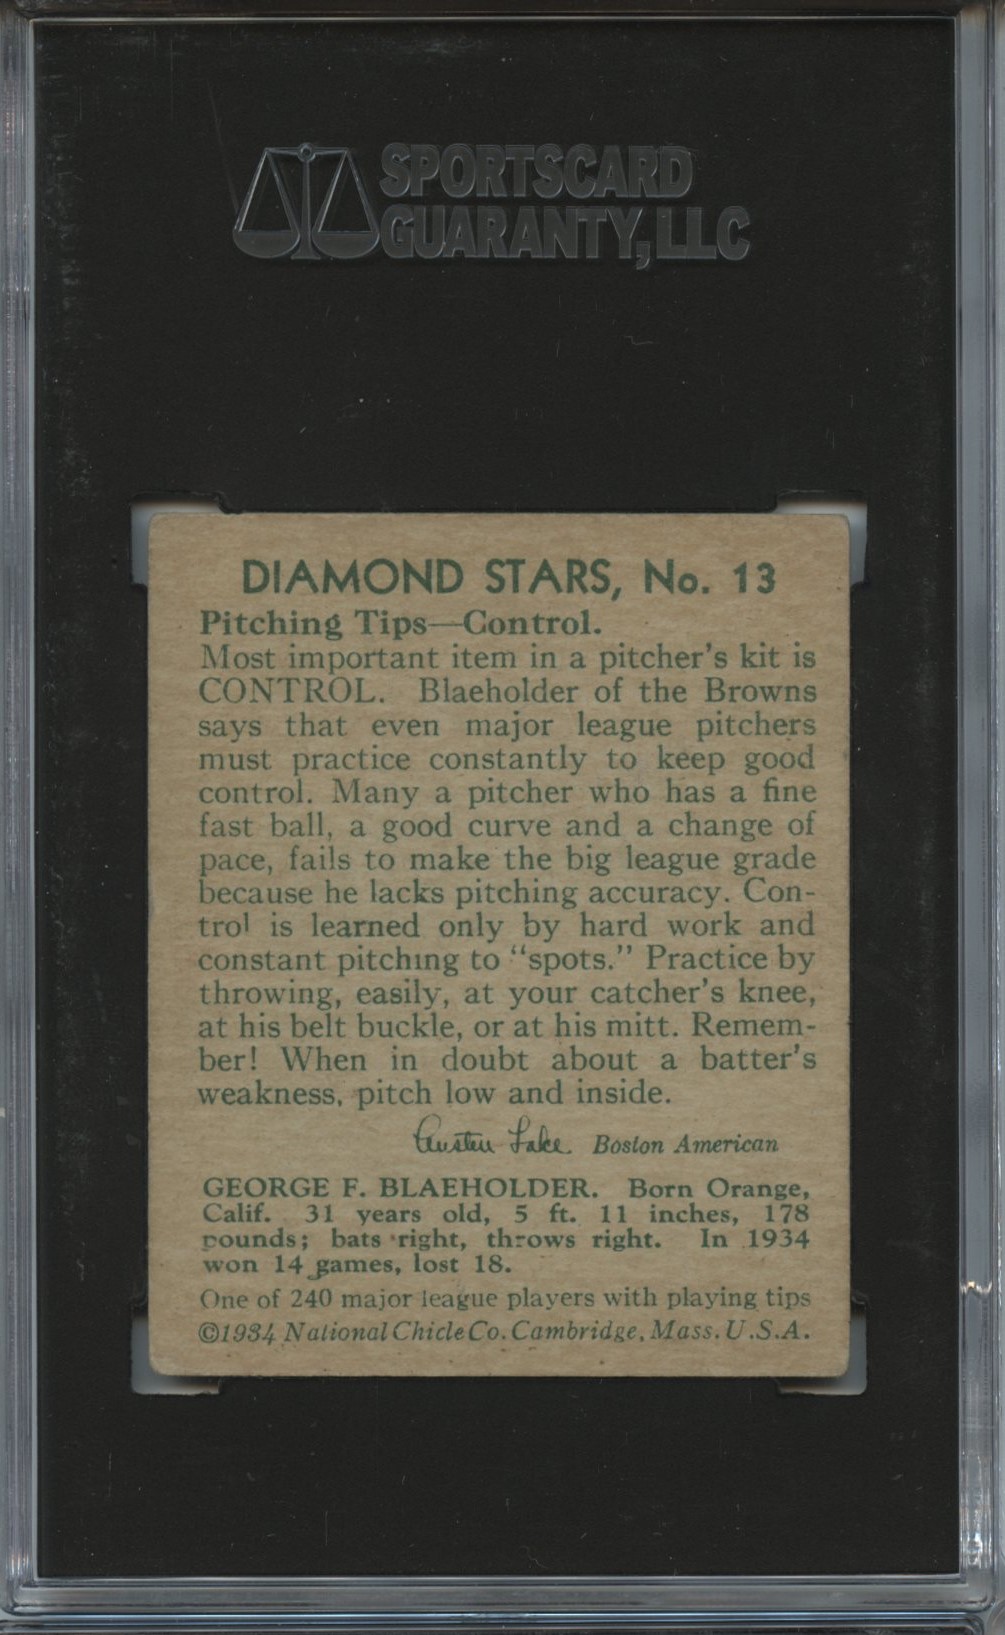 SPORTSCARD
GUARANTY, LLC
DIAMOND STARS, No. 13
Pitching Tips—Control.
Most important item in a pitcher's kit is
CONTROL. Blaeholder of the Browns
says that even major league pitchers
must practice constantly to keep good
control. Many a pitcher who has a fine
fast ball, a good curve and a change of
pace, fails to make the big league grade
because he lacks pitching accuracy. Con-
trol is learned only by hard work and
constant pitching to "spots." Practice by
throwing, easily, at your catcher's knee,
at his belt buckle, or at his mitt. Remem-
ber! When in doubt about a batter's
weakness, pitch low and inside.
Austen Lake Boston American
GEORGE F. BLAEHOLDER. Born Orange,
Calif. 31 years old, 5 ft. 11 inches, 178
pounds; bats right, throws right. In 1934
won 14 games, lost 18.
One of 240 major league players with playing tips
©1934 National Chicle Co. Cambridge, Mass. U.S.A.